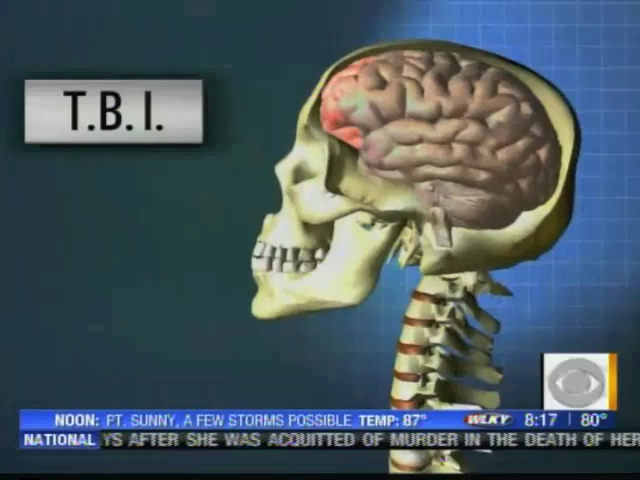 T.B.I.
NOON: PT. SUNNY, A FEW STORMS POSSIBLE TEMP: 87° WLKY 8:17 80°
NATIONAL YS AFTER SHE WAS ACQUITTED OF MURDER IN THE DEATH OF HER